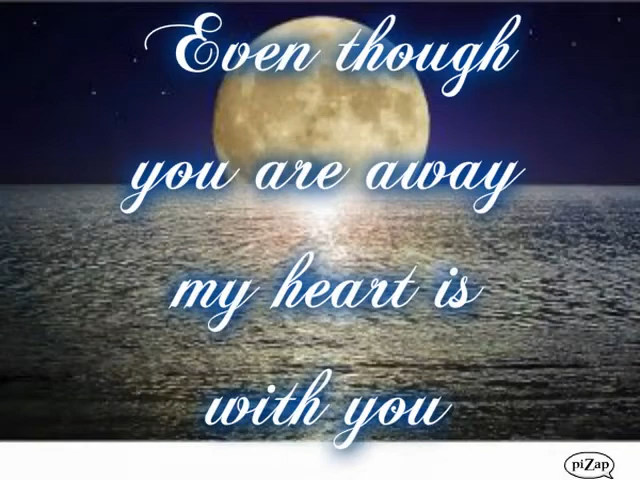 Even though
you are away
my heart is
with you
piZap